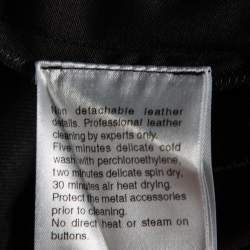 Non detachable leather
details. Professional leather
cleaning by experts only.
Five minutes delicate cold
wash with perchloroethylene,
two minutes delicate spin dry,
30 minutes air heat drying.
Protect the metal accessories
prior to cleaning.
No direct heat or steam on
buttons.